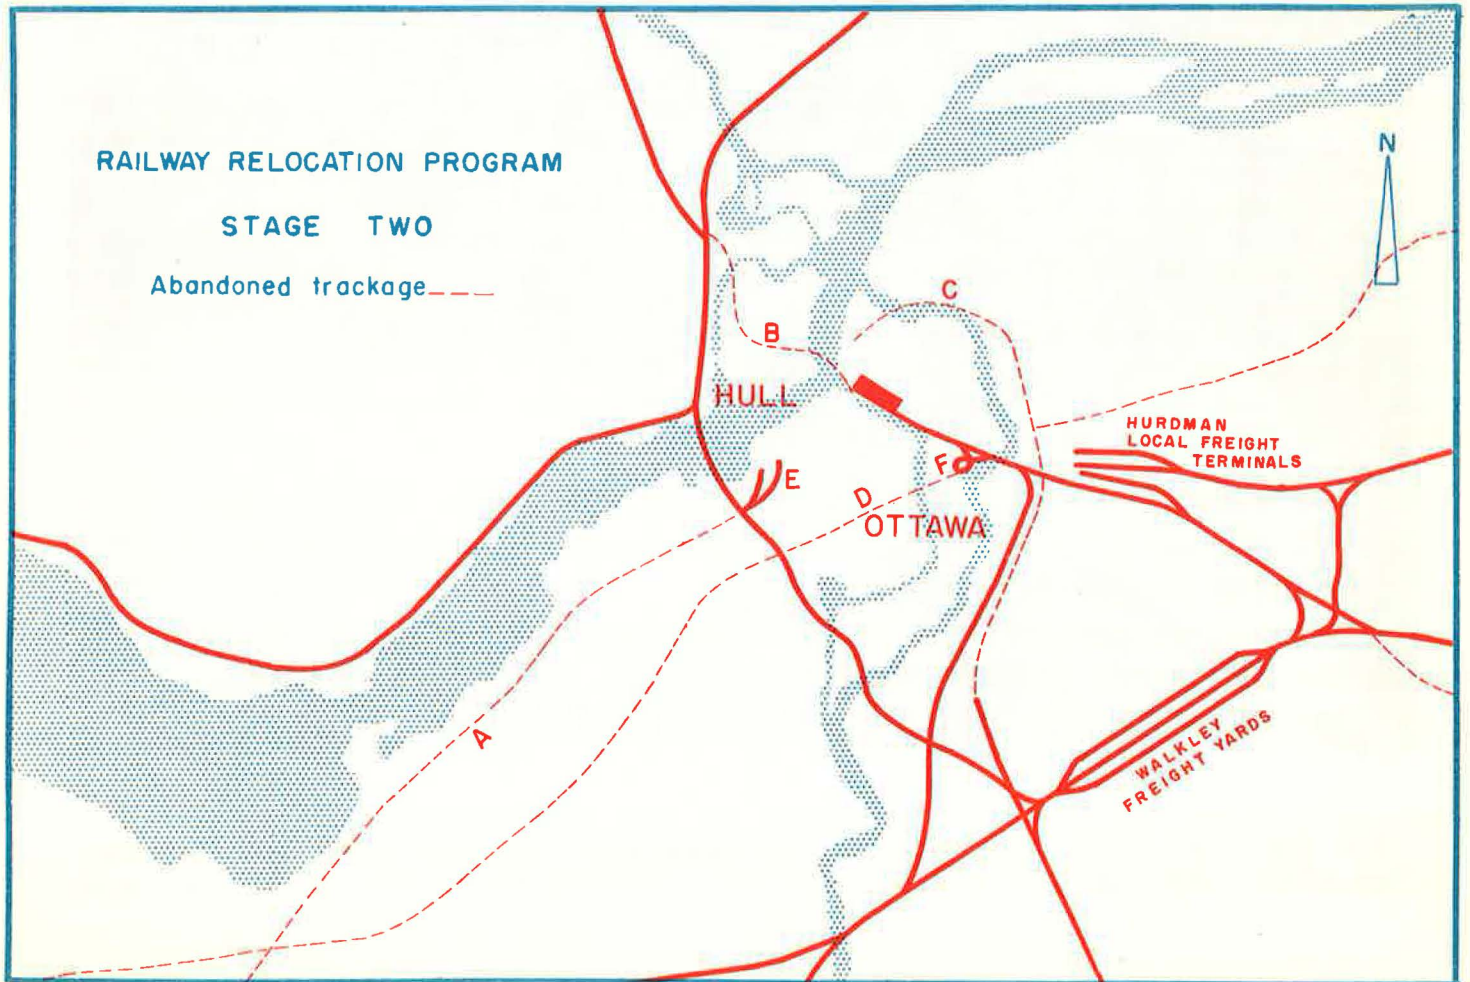 RAILWAY RELOCATION PROGRAM
STAGE TWO
Abandoned trackage
N
C
B
HULL
HURDMAN
LOCAL FREIGHT
TERMINALS
F
E
D
OTTAWA
A
WALKLEY
FREIGHT YARDS